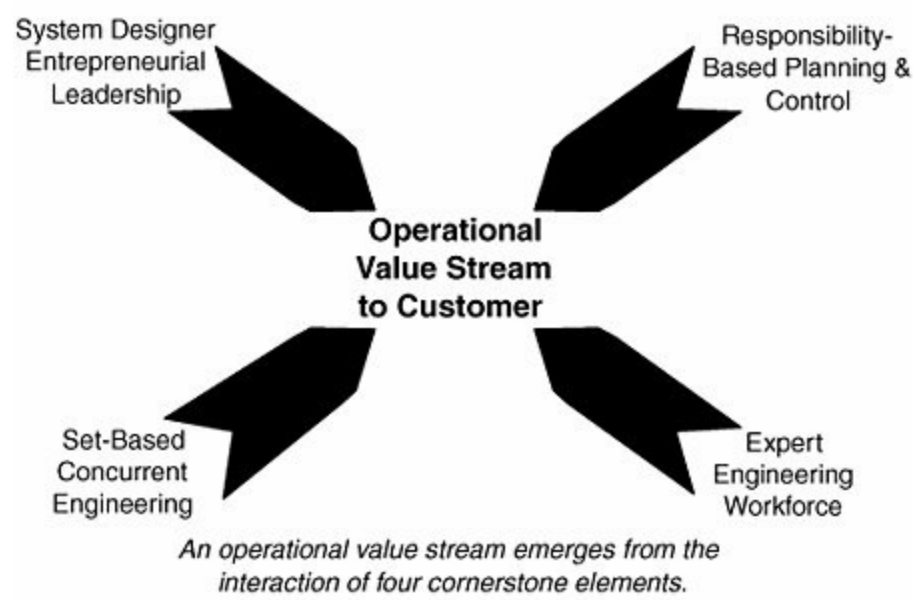 System Designer
Entrepreneurial
Leadership
Responsibility-
Based Planning &
Control
Operational
Value Stream
to Customer
Set-Based
Concurrent
Engineering
Expert
Engineering
Workforce
An operational value stream emerges from the
interaction of four cornerstone elements.